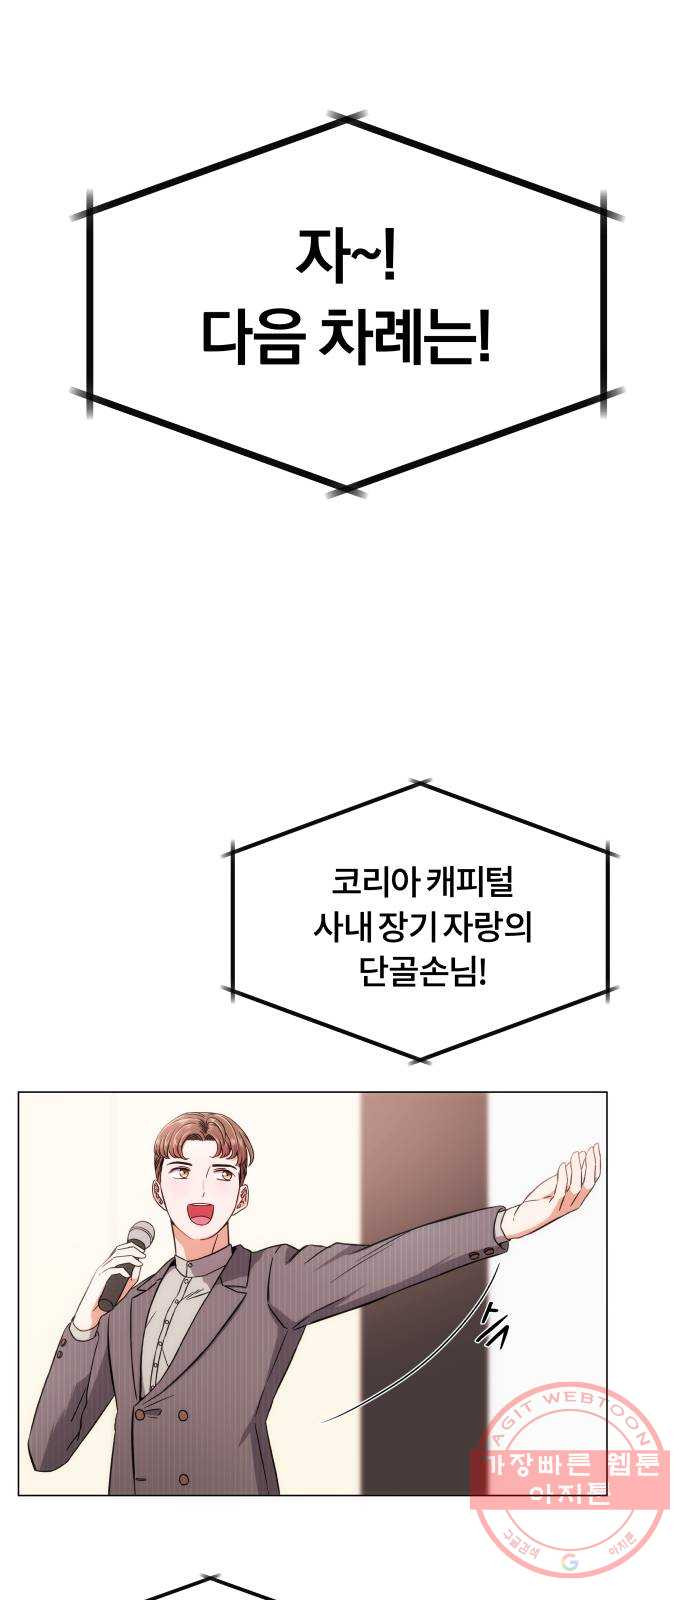 자~!
다음 차례는!
코리아 캐피털
사내 장기 자랑의
단골손님!
척
AGIT WEBTOON
가장빠른 웹툰
아지툰
구글검색 G 아지툰